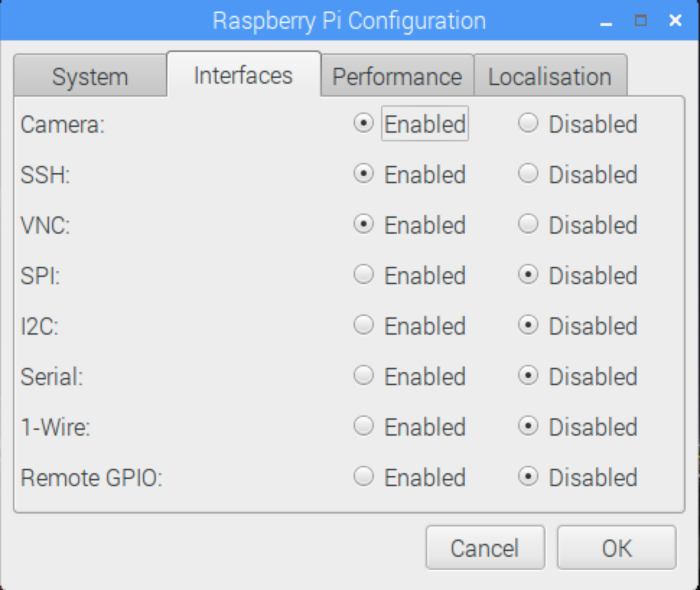 Raspberry Pi Configuration
System Interfaces Performance Localisation
Camera: Enabled Disabled
SSH: Enabled Disabled
VNC: Enabled Disabled
SPI: Enabled Disabled
I2C: Enabled Disabled
Serial: Enabled Disabled
1-Wire: Enabled Disabled
Remote GPIO: Enabled Disabled
Cancel OK